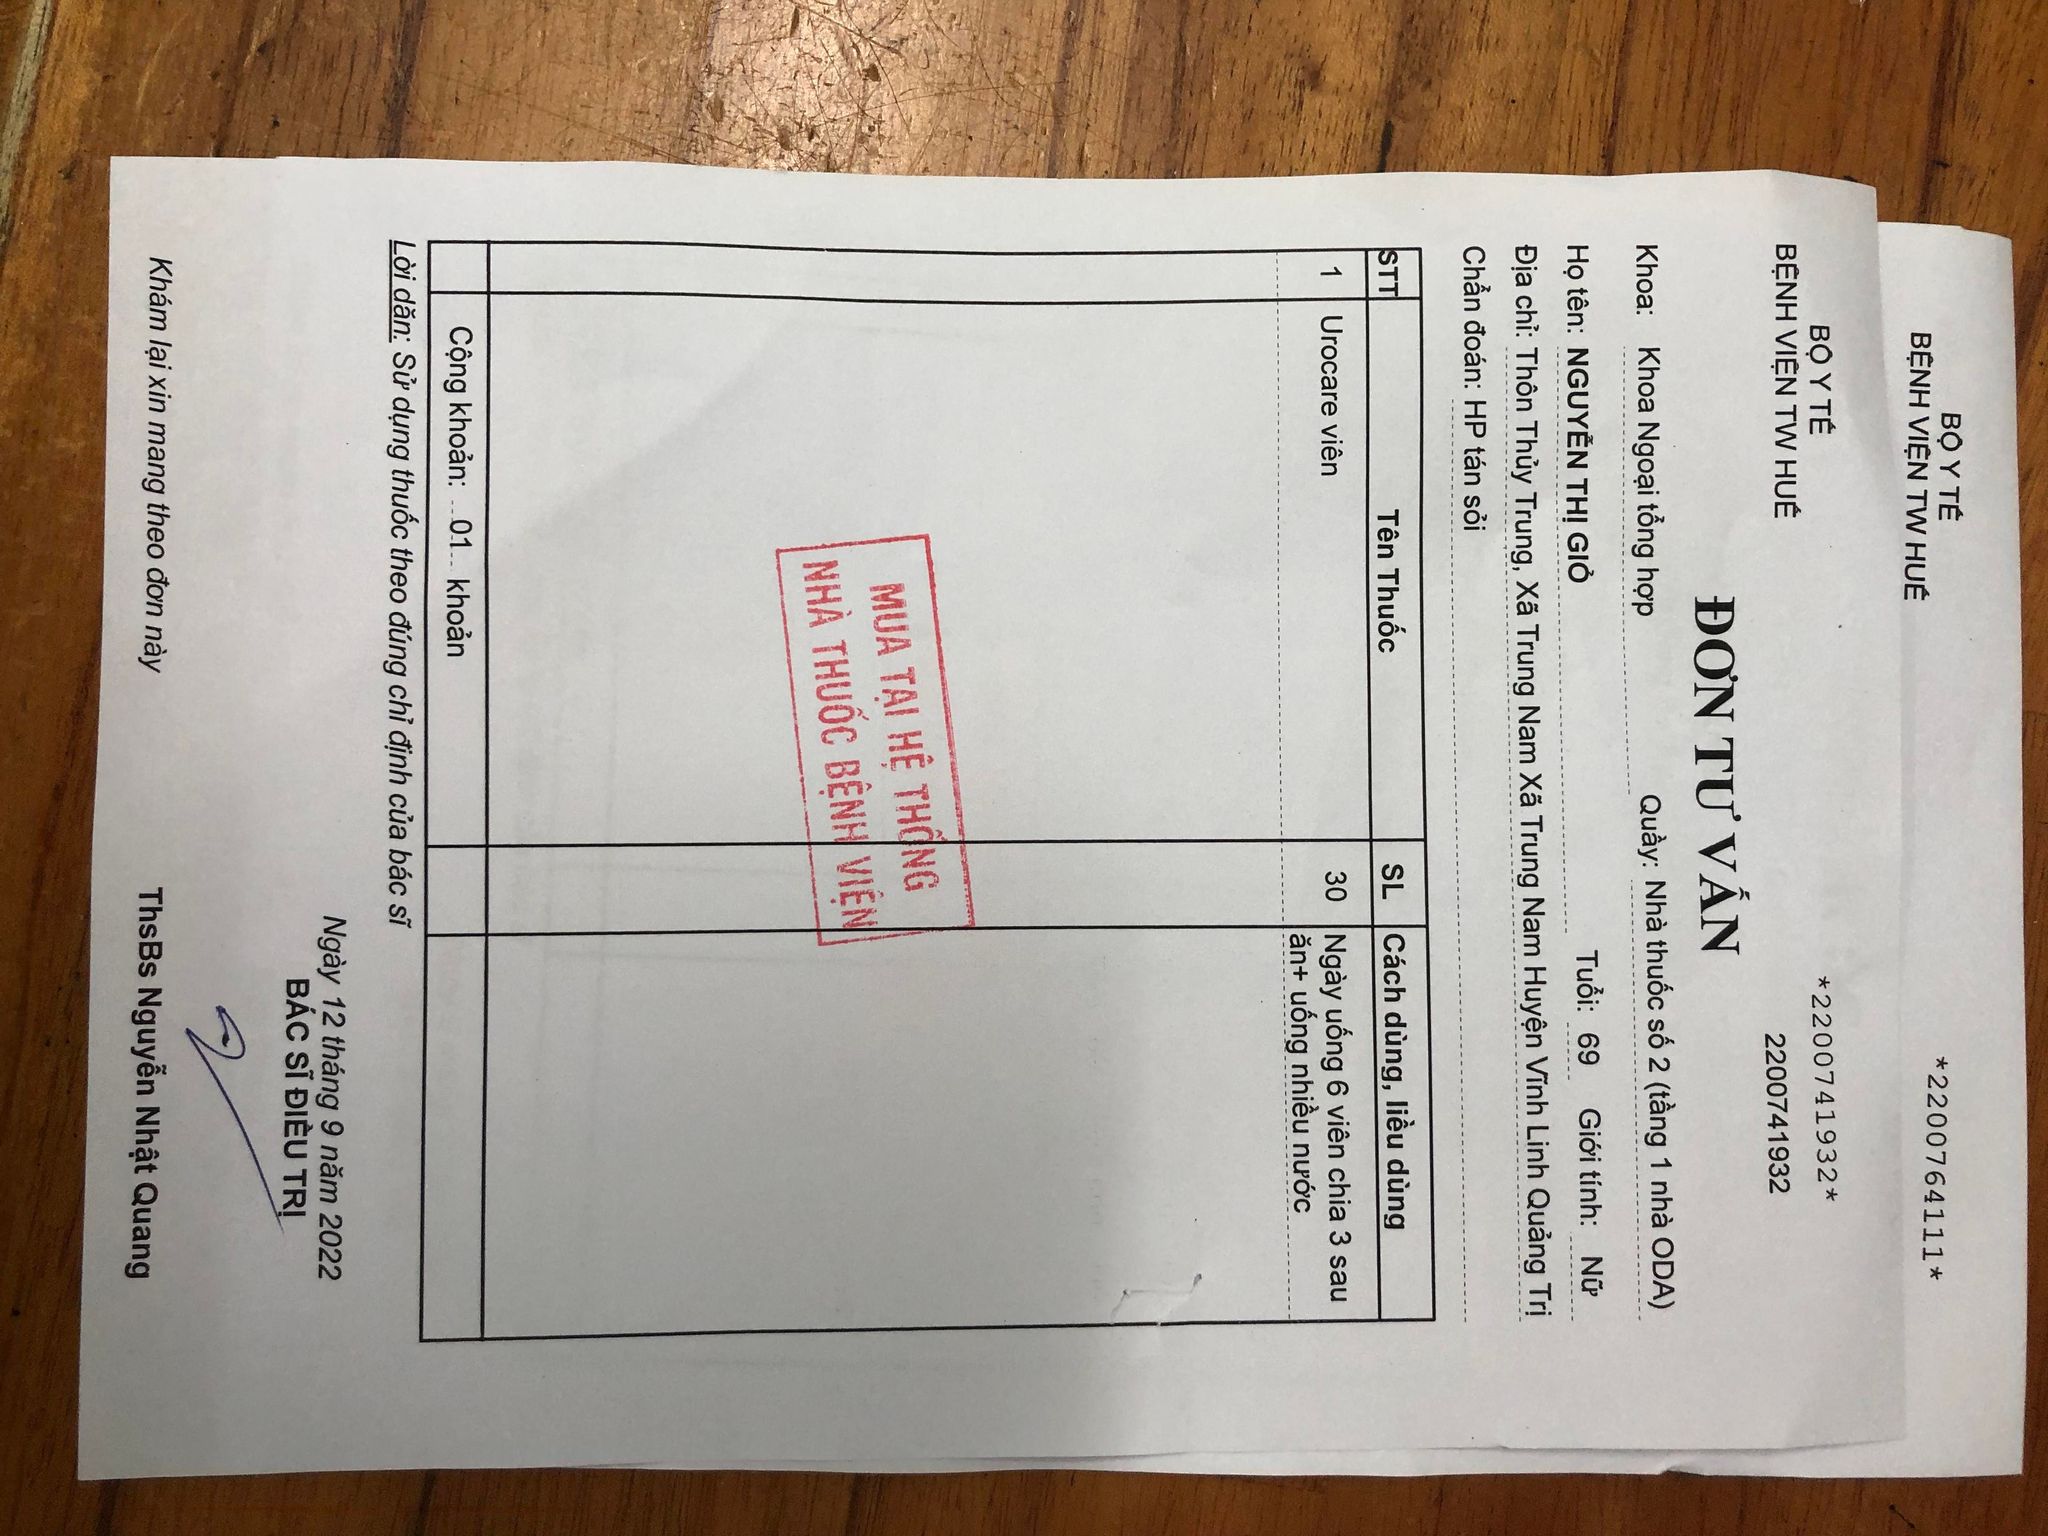 BỘ Y TẾ
BỆNH VIỆN TW HUẾ
*2200764111*
BỘ Y TẾ
BỆNH VIỆN TW HUẾ
*2200741932*
2200741932
ĐƠN TƯ VẤN
Khoa: Khoa Ngoại tổng hợp Quầy: Nhà thuốc số 2 (tầng 1 nhà ODA)
Họ tên: NGUYỄN THỊ GIỎ Tuổi: 69 Giới tính: Nữ
Địa chỉ: Thôn Thủy Trung, Xã Trung Nam Xã Trung Nam Huyện Vĩnh Linh Quảng Trị
Chẩn đoán: HP tán sỏi
STT Tên Thuốc SL Cách dùng, liều dùng
1 Urocare viên 30 Ngày uống 6 viên chia 3 sau
ăn+ uống nhiều nước
MUA TẠI HỆ THỐNG
NHÀ THUỐC BỆNH VIỆN
Cộng khoản: 01 khoản
Lời dặn: Sử dụng thuốc theo đúng chỉ định của bác sĩ
Ngày 12 tháng 9 năm 2022
BÁC SĨ ĐIỀU TRỊ
Khám lại xin mang theo đơn này
ThsBs Nguyễn Nhật Quang